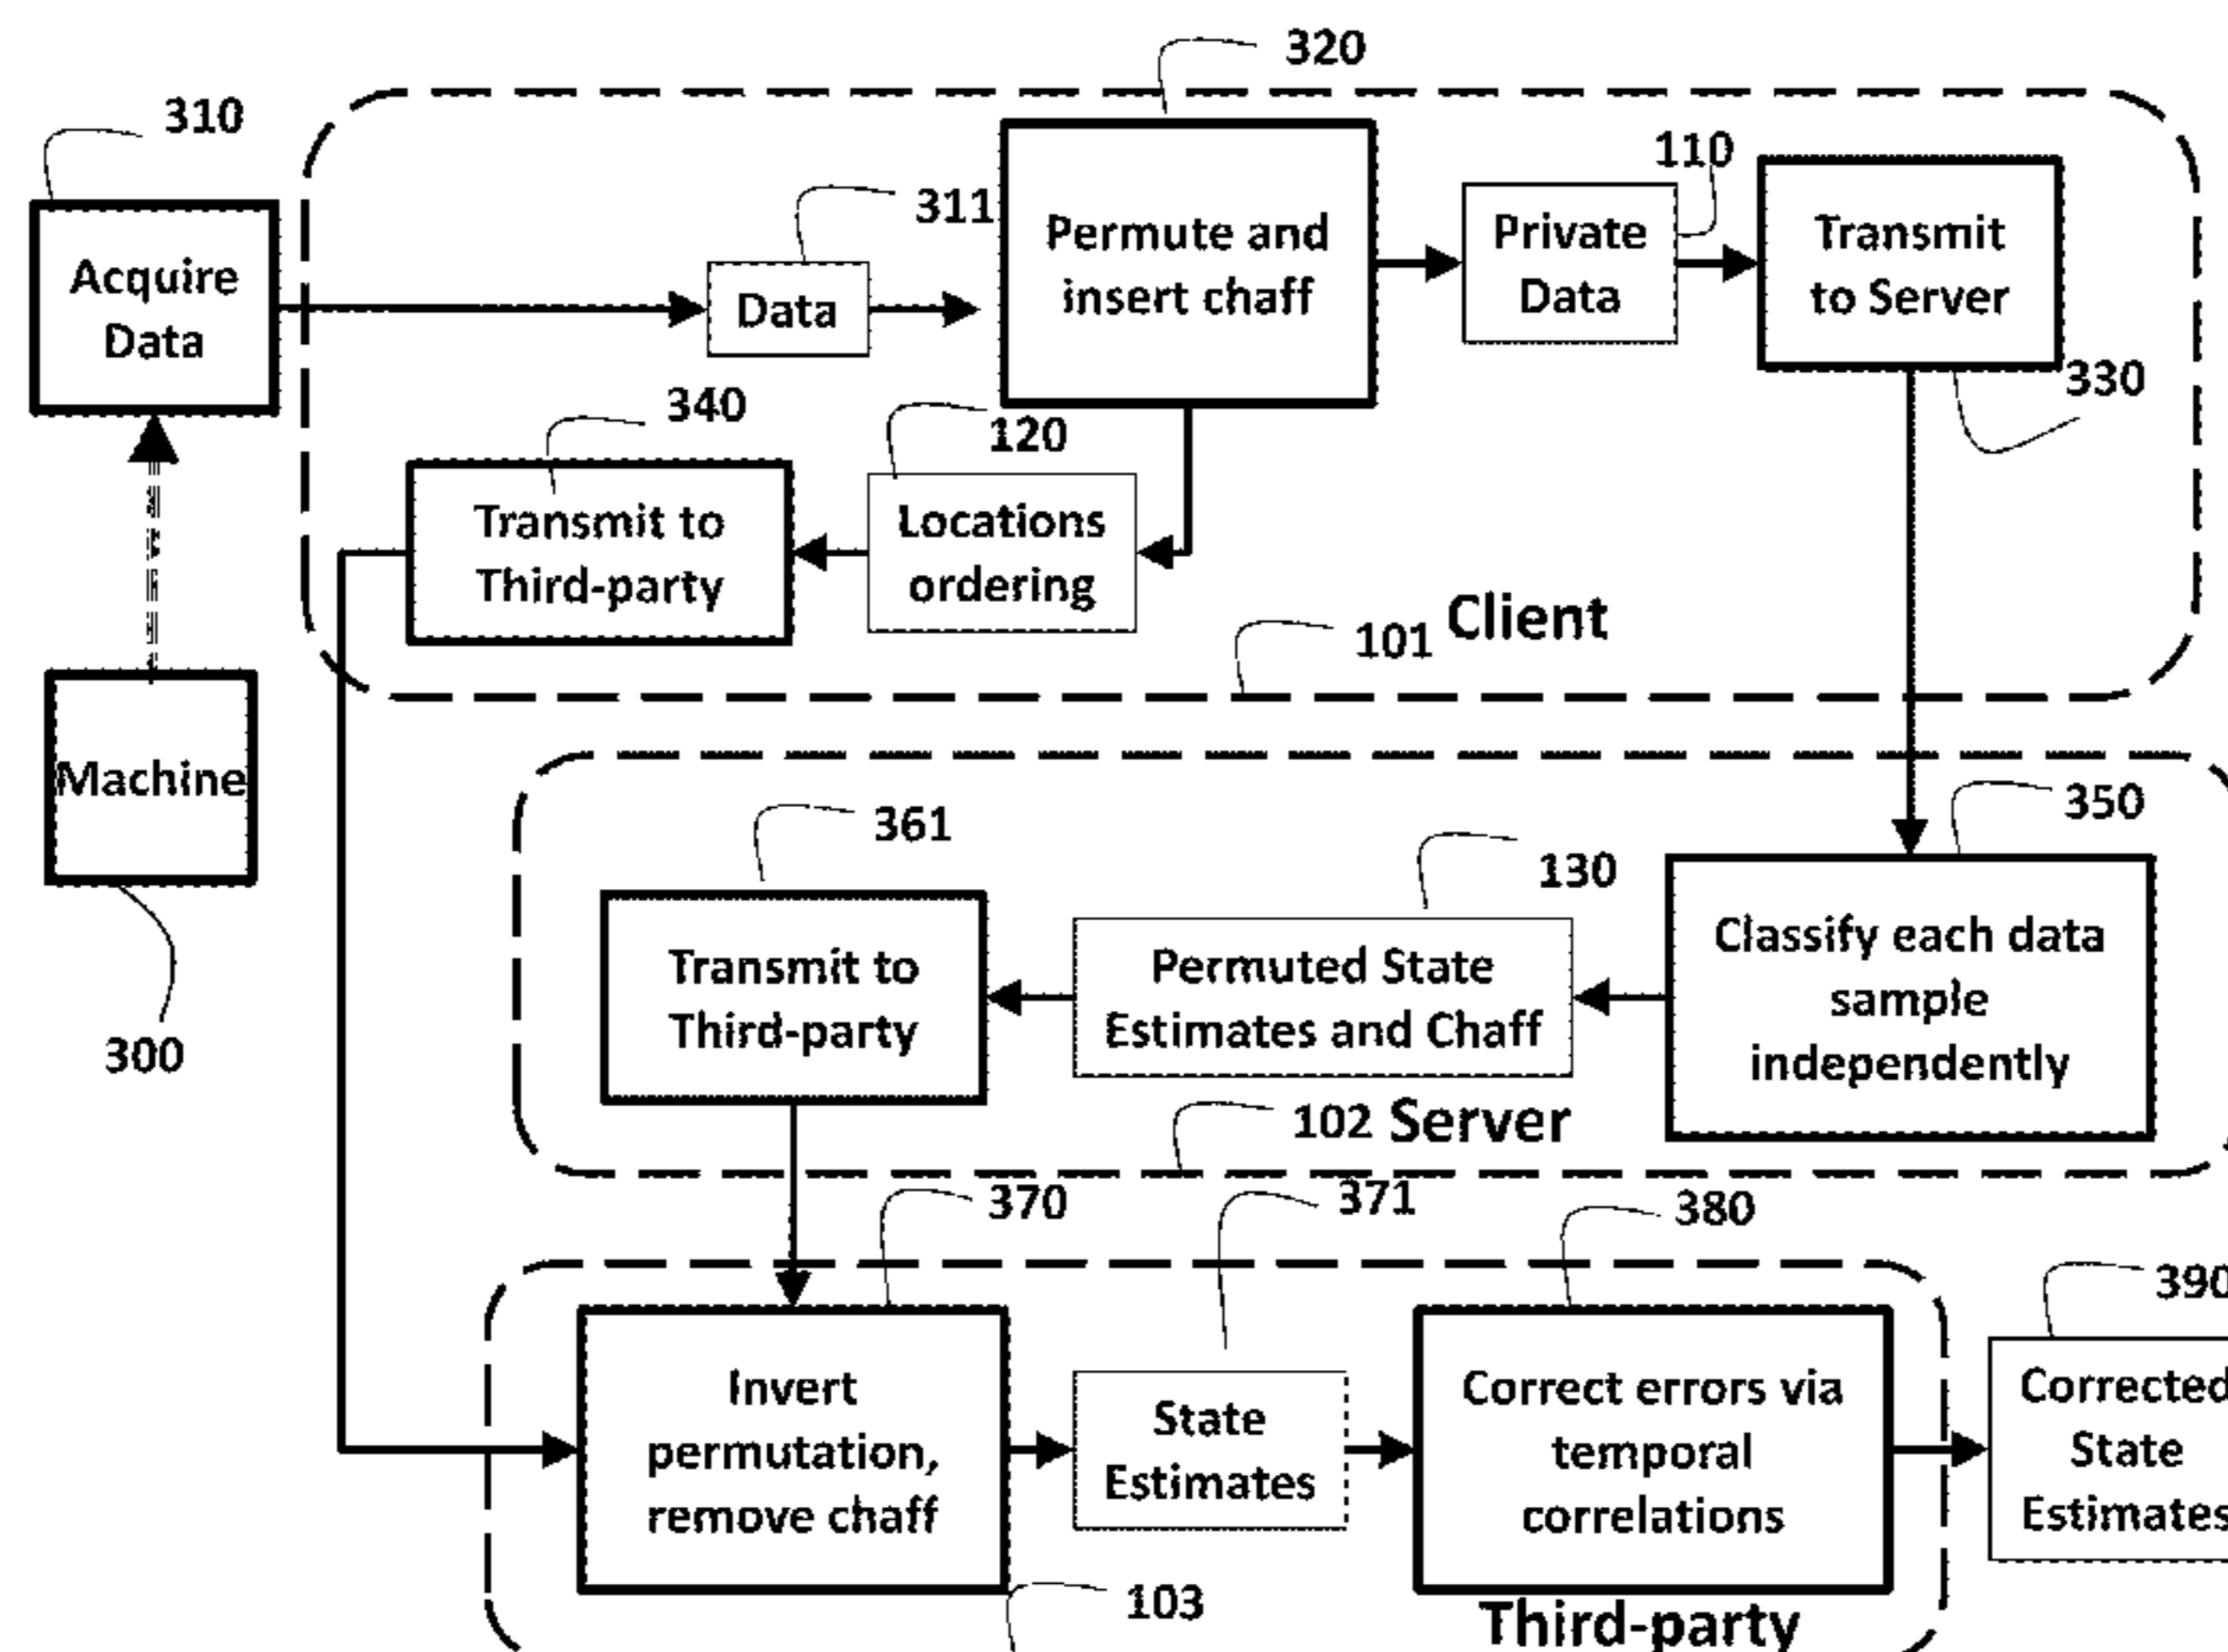 320
310
110
311
Permute and
insert chaff
Private
Data
Transmit
to Server
Acquire
Data
Data
330
340
120
Transmit to
Third-party
Locations
ordering
101 Client
Machine
300
361
130
350
Transmit to
Third-party
Permuted State
Estimates and Chaff
Classify each data
sample
independently
102 Server
370
371
380
390
Invert
permutation,
remove chaff
State
Estimates
Correct errors via
temporal
correlations
Corrected
State
Estimates
103
Third-party